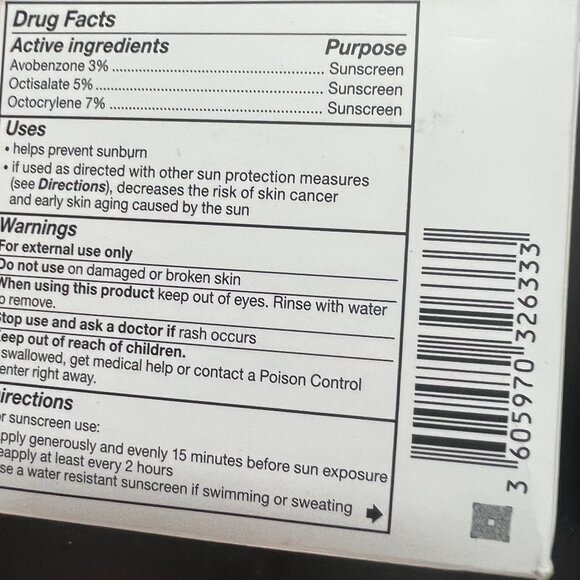 Drug Facts
Active ingredients Purpose
Avobenzone 3% ............................................ Sunscreen
Octisalate 5% ............................................... Sunscreen
Octocrylene 7% ............................................ Sunscreen
Uses
• helps prevent sunburn
• if used as directed with other sun protection measures
(see Directions), decreases the risk of skin cancer
and early skin aging caused by the sun
Warnings
For external use only
Do not use on damaged or broken skin
When using this product keep out of eyes. Rinse with water
o remove.
top use and ask a doctor if rash occurs
eep out of reach of children.
swallowed, get medical help or contact a Poison Control
enter right away.
irections
r sunscreen use:
pply generously and evenly 15 minutes before sun exposure
eapply at least every 2 hours
se a water resistant sunscreen if swimming or sweating
3 605970 326333